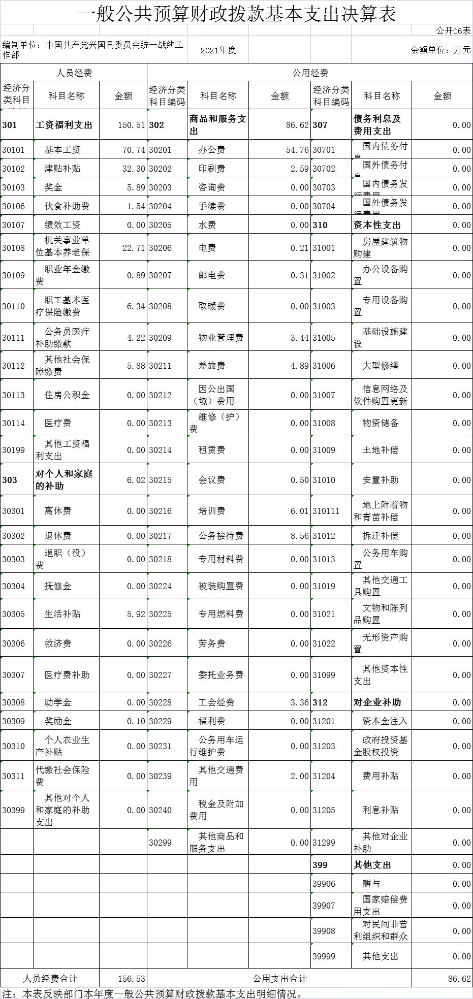 一般公共预算财政拨款基本支出决算表
公开06表
编制单位：中国共产党兴国县委员会统一战线工作部 2021年度 金额单位：万元
人员经费 公用经费
经济分类科目 科目名称 金额 经济分类科目编码 科目名称 金额 经济分类科目编码 科目名称 金额
301 工资福利支出 150.51 302 商品和服务支出 86.62 307 债务利息及费用支出 0.00
30101 基本工资 70.74 30201 办公费 54.76 30701 国内债务付息 0.00
30102 津贴补贴 32.30 30202 印刷费 2.59 30702 国外债务付息 0.00
30103 奖金 5.89 30203 咨询费 0.00 30703 国内债务发行费用 0.00
30106 伙食补助费 1.54 30204 手续费 0.00 30704 国外债务发行费用 0.00
30107 绩效工资 0.00 30205 水费 0.00 310 资本性支出 0.00
30108 机关事业单位基本养老保 22.71 30206 电费 0.21 31001 房屋建筑物购建 0.00
30109 职业年金缴费 0.89 30207 邮电费 0.31 31002 办公设备购置 0.00
30110 职工基本医疗保险缴费 6.34 30208 取暖费 0.00 31003 专用设备购置 0.00
30111 公务员医疗补助缴款 4.22 30209 物业管理费 3.44 31005 基础设施建设 0.00
30112 其他社会保障缴费 5.88 30211 差旅费 4.89 31006 大型修缮 0.00
30113 住房公积金 0.00 30212 因公出国（境）费用 0.00 31007 信息网络及软件购置更新 0.00
30114 医疗费 0.00 30213 维修（护）费 0.00 31008 物资储备 0.00
30199 其他工资福利支出 0.00 30214 租赁费 0.00 31009 土地补偿 0.00
303 对个人和家庭的补助 6.02 30215 会议费 0.50 31010 安置补助 0.00
30301 离休费 0.00 30216 培训费 6.01 310111 地上附着物和青苗补偿 0.00
30302 退休费 0.00 30217 公务接待费 8.56 31012 拆迁补偿 0.00
30303 退职（役）费 0.00 30218 专用材料费 0.00 31013 公务用车购置 0.00
30304 抚恤金 0.00 30224 被装购置费 0.00 31019 其他交通工具购置 0.00
30305 生活补贴 5.92 30225 专用燃料费 0.00 31021 文物和陈列品购置 0.00
30306 救济费 0.00 30226 劳务费 0.00 31022 无形资产购置 0.00
30307 医疗费补助 0.00 30227 委托业务费 0.00 31099 其他资本性支出 0.00
30308 助学金 0.00 30228 工会经费 3.36 312 对企业补助 0.00
30309 奖励金 0.10 30229 福利费 0.00 31201 资本金注入 0.00
30310 个人农业生产补贴 0.00 30231 公务用车运行维护费 0.00 31203 政府投资基金股权投资 0.00
30311 代缴社会保险费 0.00 30239 其他交通费用 2.00 31204 费用补贴 0.00
30399 其他对个人和家庭的补助支出 0.00 30240 税金及附加费用 0.00 31205 利息补贴 0.00
30299 其他商品和服务支出 0.00 31299 其他对企业补助 0.00
399 其他支出 0.00
39906 赠与 0.00
39907 国家赔偿费用支出 0.00
39908 对民间非营利组织和群众 0.00
39999 其他支出 0.00
人员经费合计 156.53 公用支出合计 86.62
注：本表反映部门本年度一般公共预算财政拨款基本支出明细情况。